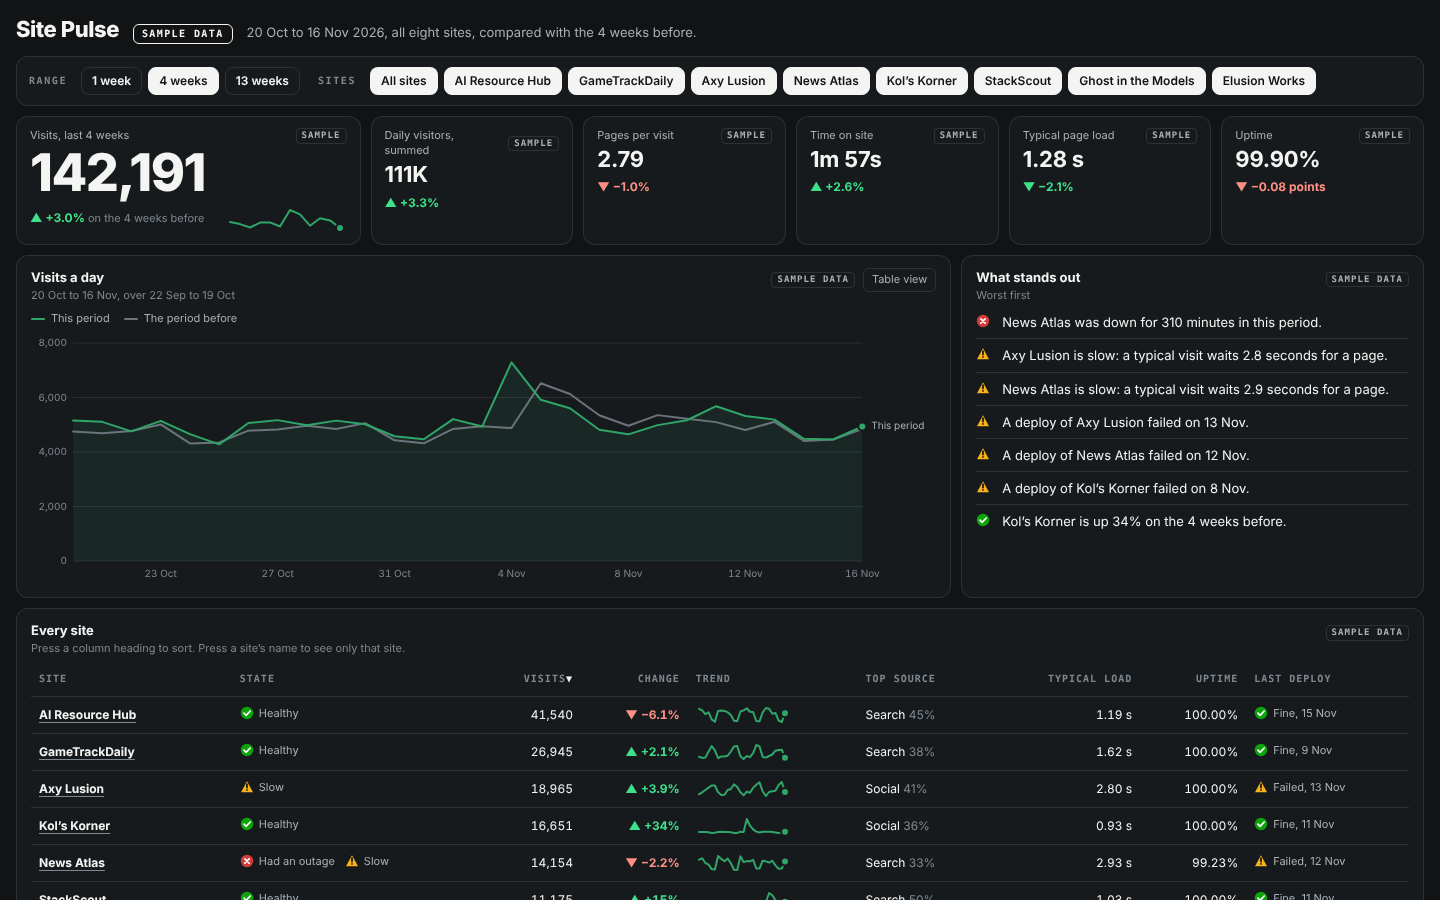 Site Pulse SAMPLE DATA 20 Oct to 16 Nov 2026, all eight sites, compared with the 4 weeks before.
RANGE 1 week 4 weeks 13 weeks SITES All sites AI Resource Hub GameTrackDaily Axy Lusion News Atlas Kol’s Korner StackScout Ghost in the Models Elusion Works
Visits, last 4 weeks SAMPLE
142,191
▲ +3.0% on the 4 weeks before
Daily visitors, summed SAMPLE
111K
▲ +3.3%
Pages per visit SAMPLE
2.79
▼ −1.0%
Time on site SAMPLE
1m 57s
▲ +2.6%
Typical page load SAMPLE
1.28 s
▼ −2.1%
Uptime SAMPLE
99.90%
▼ −0.08 points
Visits a day SAMPLE DATA Table view
20 Oct to 16 Nov, over 22 Sep to 19 Oct
This period The period before
8,000
6,000
4,000
2,000
0
This period
23 Oct 27 Oct 31 Oct 4 Nov 8 Nov 12 Nov 16 Nov
What stands out SAMPLE DATA
Worst first
News Atlas was down for 310 minutes in this period.
Axy Lusion is slow: a typical visit waits 2.8 seconds for a page.
News Atlas is slow: a typical visit waits 2.9 seconds for a page.
A deploy of Axy Lusion failed on 13 Nov.
A deploy of News Atlas failed on 12 Nov.
A deploy of Kol’s Korner failed on 8 Nov.
Kol’s Korner is up 34% on the 4 weeks before.
Every site SAMPLE DATA
Press a column heading to sort. Press a site’s name to see only that site.
SITE STATE VISITS▼ CHANGE TREND TOP SOURCE TYPICAL LOAD UPTIME LAST DEPLOY
AI Resource Hub Healthy 41,540 ▼ −6.1% Search 45% 1.19 s 100.00% Fine, 15 Nov
GameTrackDaily Healthy 26,945 ▲ +2.1% Search 38% 1.62 s 100.00% Fine, 9 Nov
Axy Lusion Slow 18,965 ▲ +3.9% Social 41% 2.80 s 100.00% Failed, 13 Nov
Kol’s Korner Healthy 16,651 ▲ +34% Social 36% 0.93 s 100.00% Fine, 11 Nov
News Atlas Had an outage Slow 14,154 ▼ −2.2% Search 33% 2.93 s 99.23% Failed, 12 Nov
StackScout Healthy 11,175 ▲ +15% Search 50% 1.03 s 100.00% Fine, 11 Nov